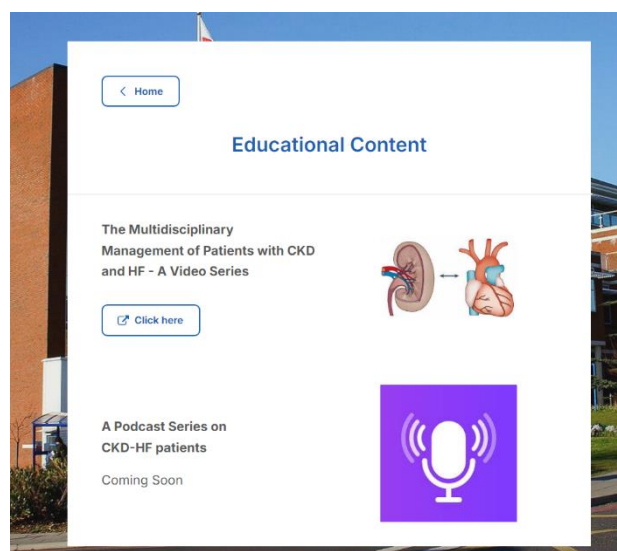 Home
Educational Content
The Multidisciplinary
Management of Patients with CKD
and HF - A Video Series
Click here
A Podcast Series on
CKD-HF patients
Coming Soon